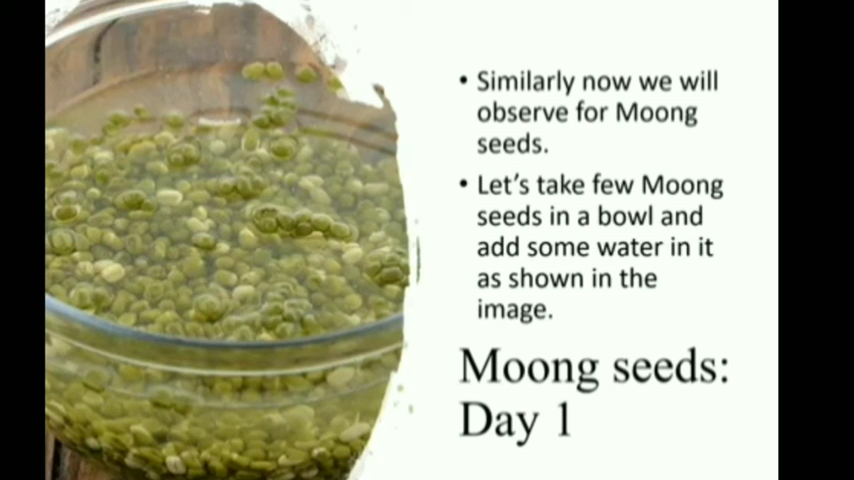 • Similarly now we will
observe for Moong
seeds.
• Let's take few Moong
seeds in a bowl and
add some water in it
as shown in the
image.
Moong seeds:
Day 1